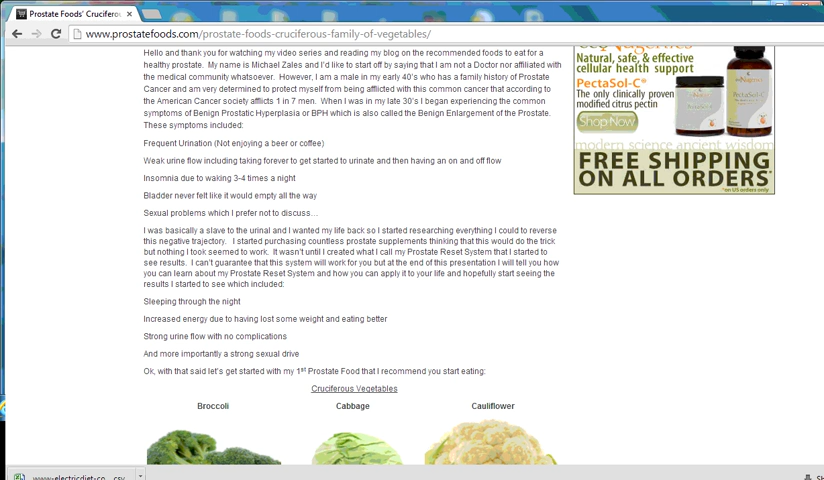 Prostate Foods' Cruciferous
www.prostatefoods.com/prostate-foods-cruciferous-family-of-vegetables/
Hello and thank you for watching my video series and reading my blog on the recommended foods to eat for a
healthy prostate. My name is Michael Zales and I'd like to start off by saying that I am not a Doctor nor affiliated with
the medical community whatsoever. However, I am a male in my early 40's who has a family history of Prostate
Cancer and am very determined to protect myself from being afflicted with this common cancer that according to
the American Cancer society afflicts 1 in 7 men. When I was in my late 30's I began experiencing the common
symptoms of Benign Prostatic Hyperplasia or BPH which is also called the Benign Enlargement of the Prostate.
These symptoms included:
Frequent Urination (Not enjoying a beer or coffee)
Weak urine flow including taking forever to get started to urinate and then having an on and off flow
Insomnia due to waking 3-4 times a night
Bladder never felt like it would empty all the way
Sexual problems which I prefer not to discuss…
I was basically a slave to the urinal and I wanted my life back so I started researching everything I could to reverse
this negative trajectory. I started purchasing countless prostate supplements thinking that this would do the trick
but nothing I took seemed to work. It wasn't until I created what I call my Prostate Reset System that I started to
see results. I can't guarantee that this system will work for you but at the end of this presentation I will tell you how
you can learn about my Prostate Reset System and how you can apply it to your life and hopefully start seeing the
results I started to see which included:
Sleeping through the night
Increased energy due to having lost some weight and eating better
Strong urine flow with no complications
And more importantly a strong sexual drive
Ok, with that said let's get started with my 1st Prostate Food that I recommend you start eating:
Cruciferous Vegetables
Broccoli Cabbage Cauliflower
Natural, safe, & effective
cellular health support
PectaSol-C®
The only clinically proven
modified citrus pectin
Shop Now
modern science ancient wisdom
FREE SHIPPING
ON ALL ORDERS*
*on US orders only